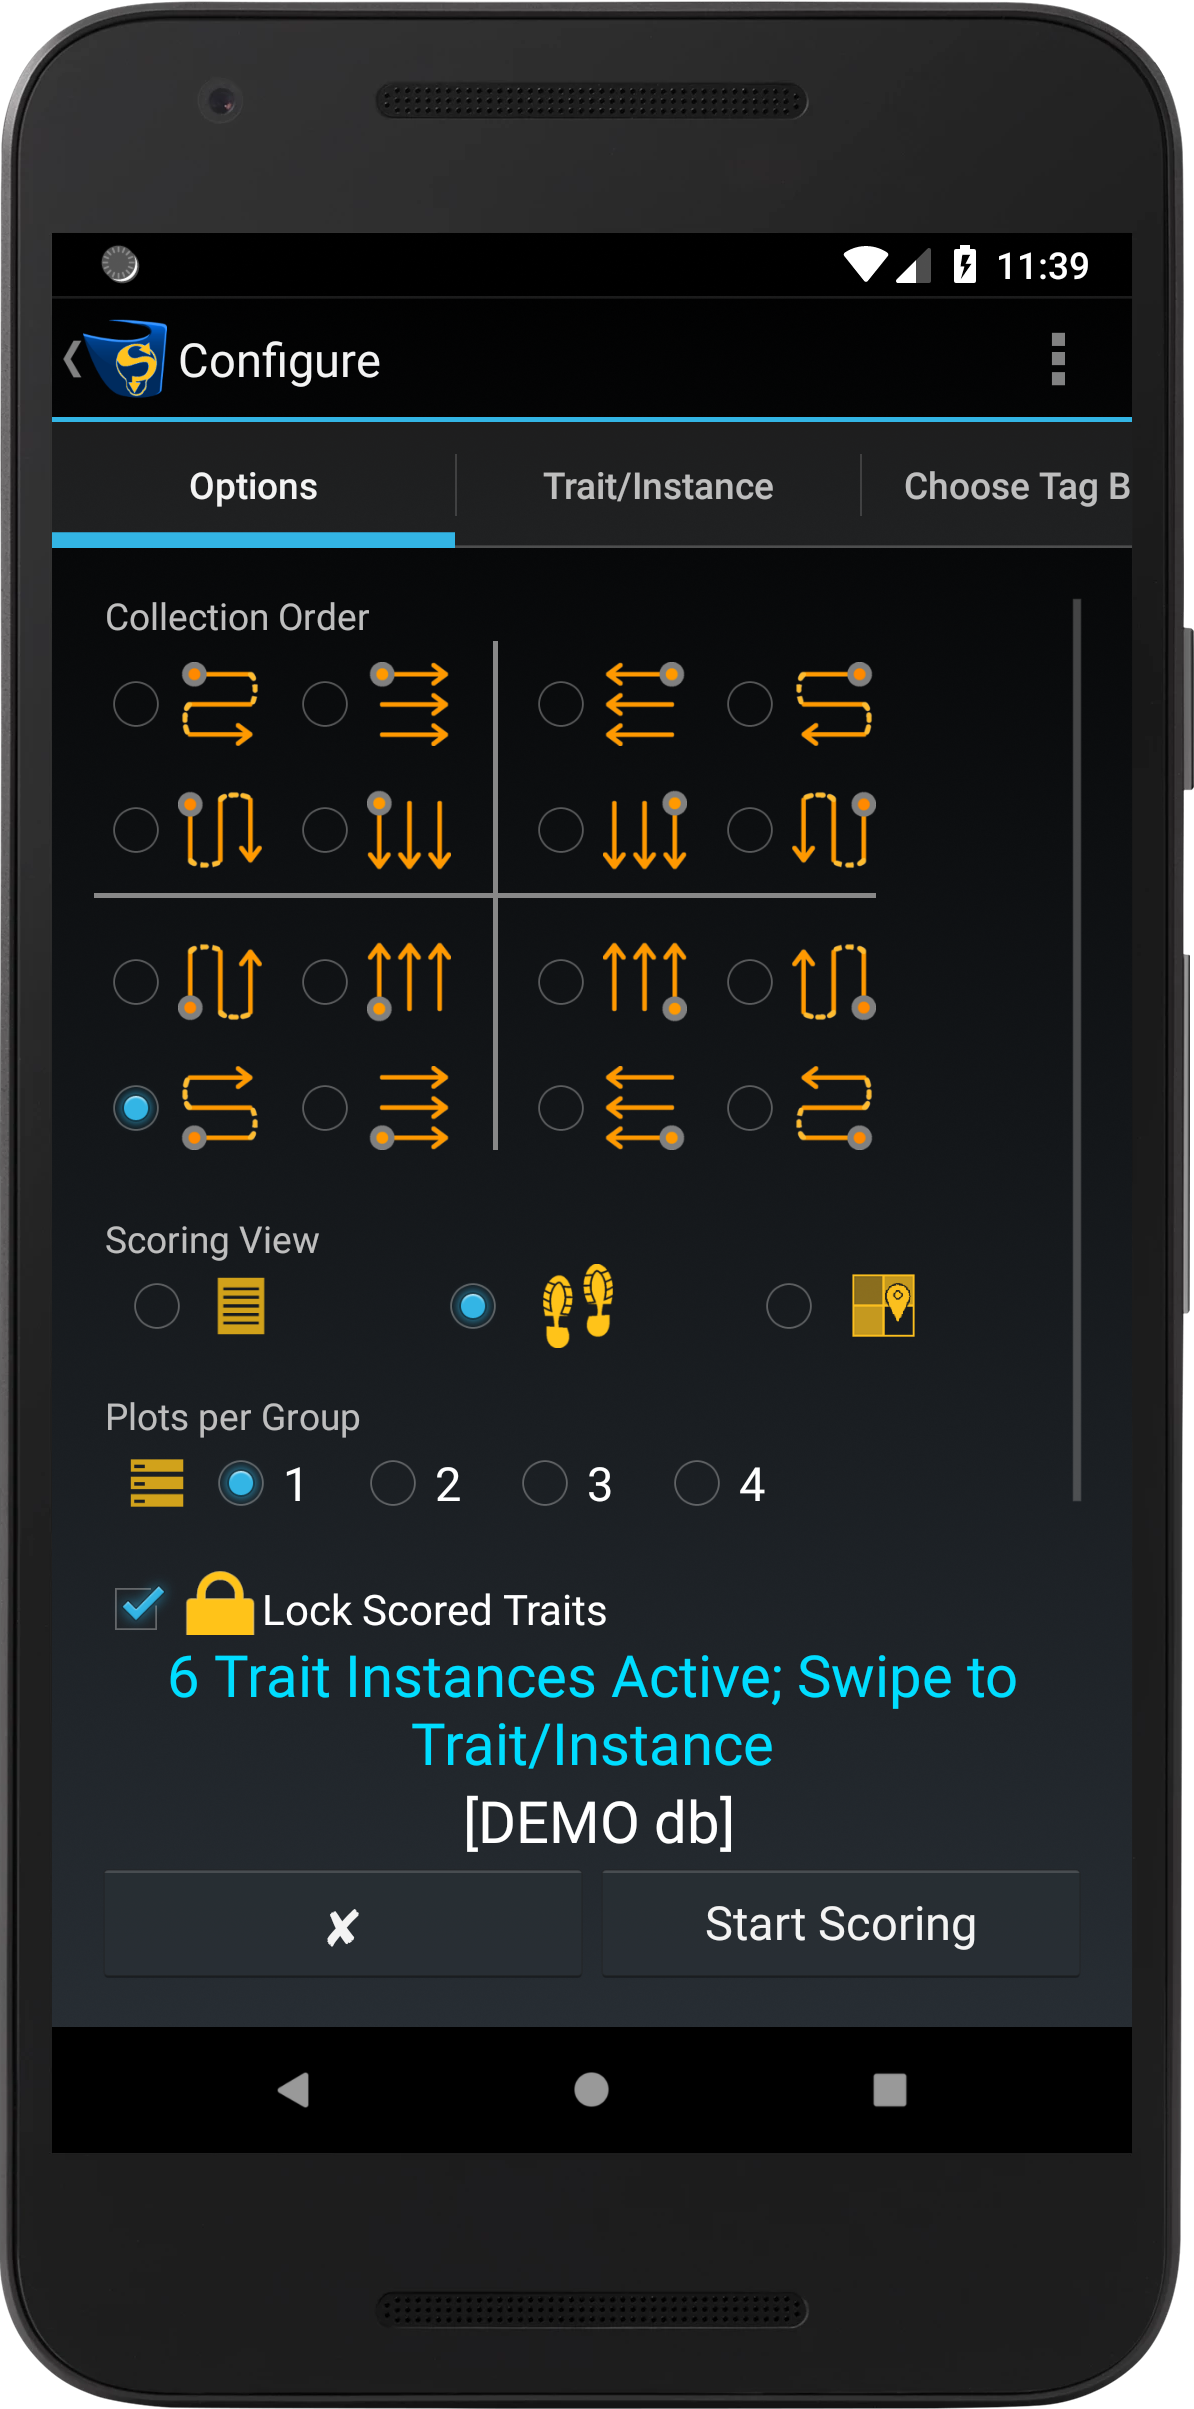 11:39
Configure
Options
Trait/Instance
Choose Tag B
Collection Order
Scoring View
Plots per Group
1 2 3 4
Lock Scored Traits
6 Trait Instances Active; Swipe to
Trait/Instance
[DEMO db]
✘
Start Scoring